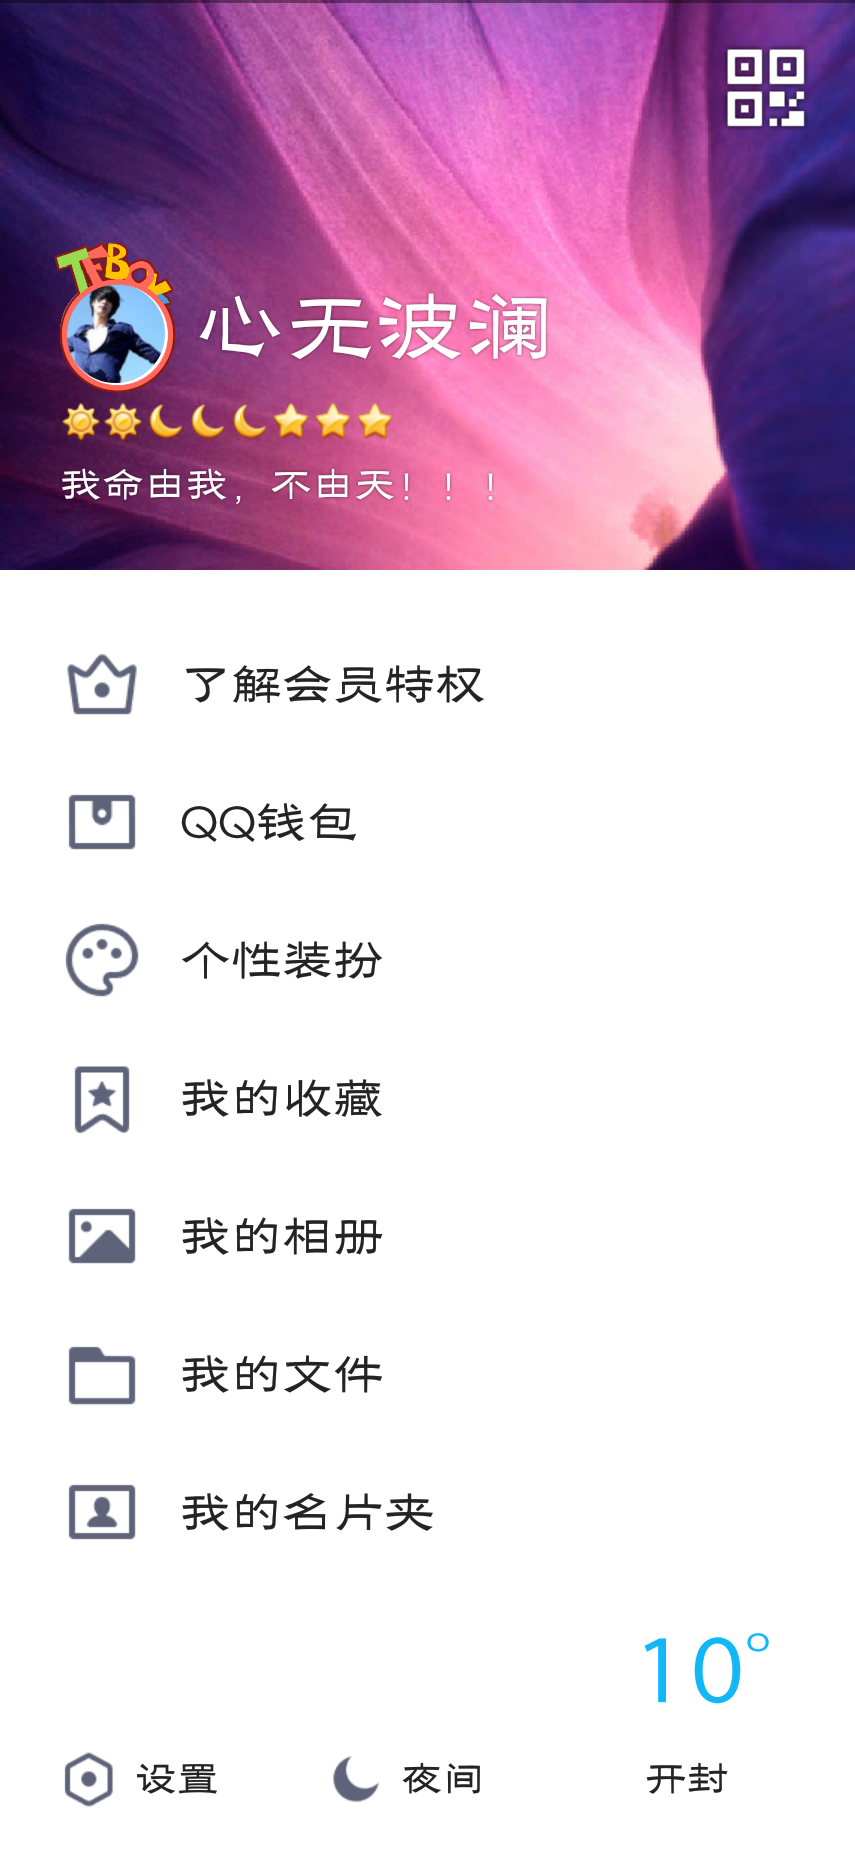 TFBOY
心无波澜
我命由我，不由天！！！
了解会员特权
QQ钱包
个性装扮
我的收藏
我的相册
我的文件
我的名片夹
10°
设置 夜间 开封